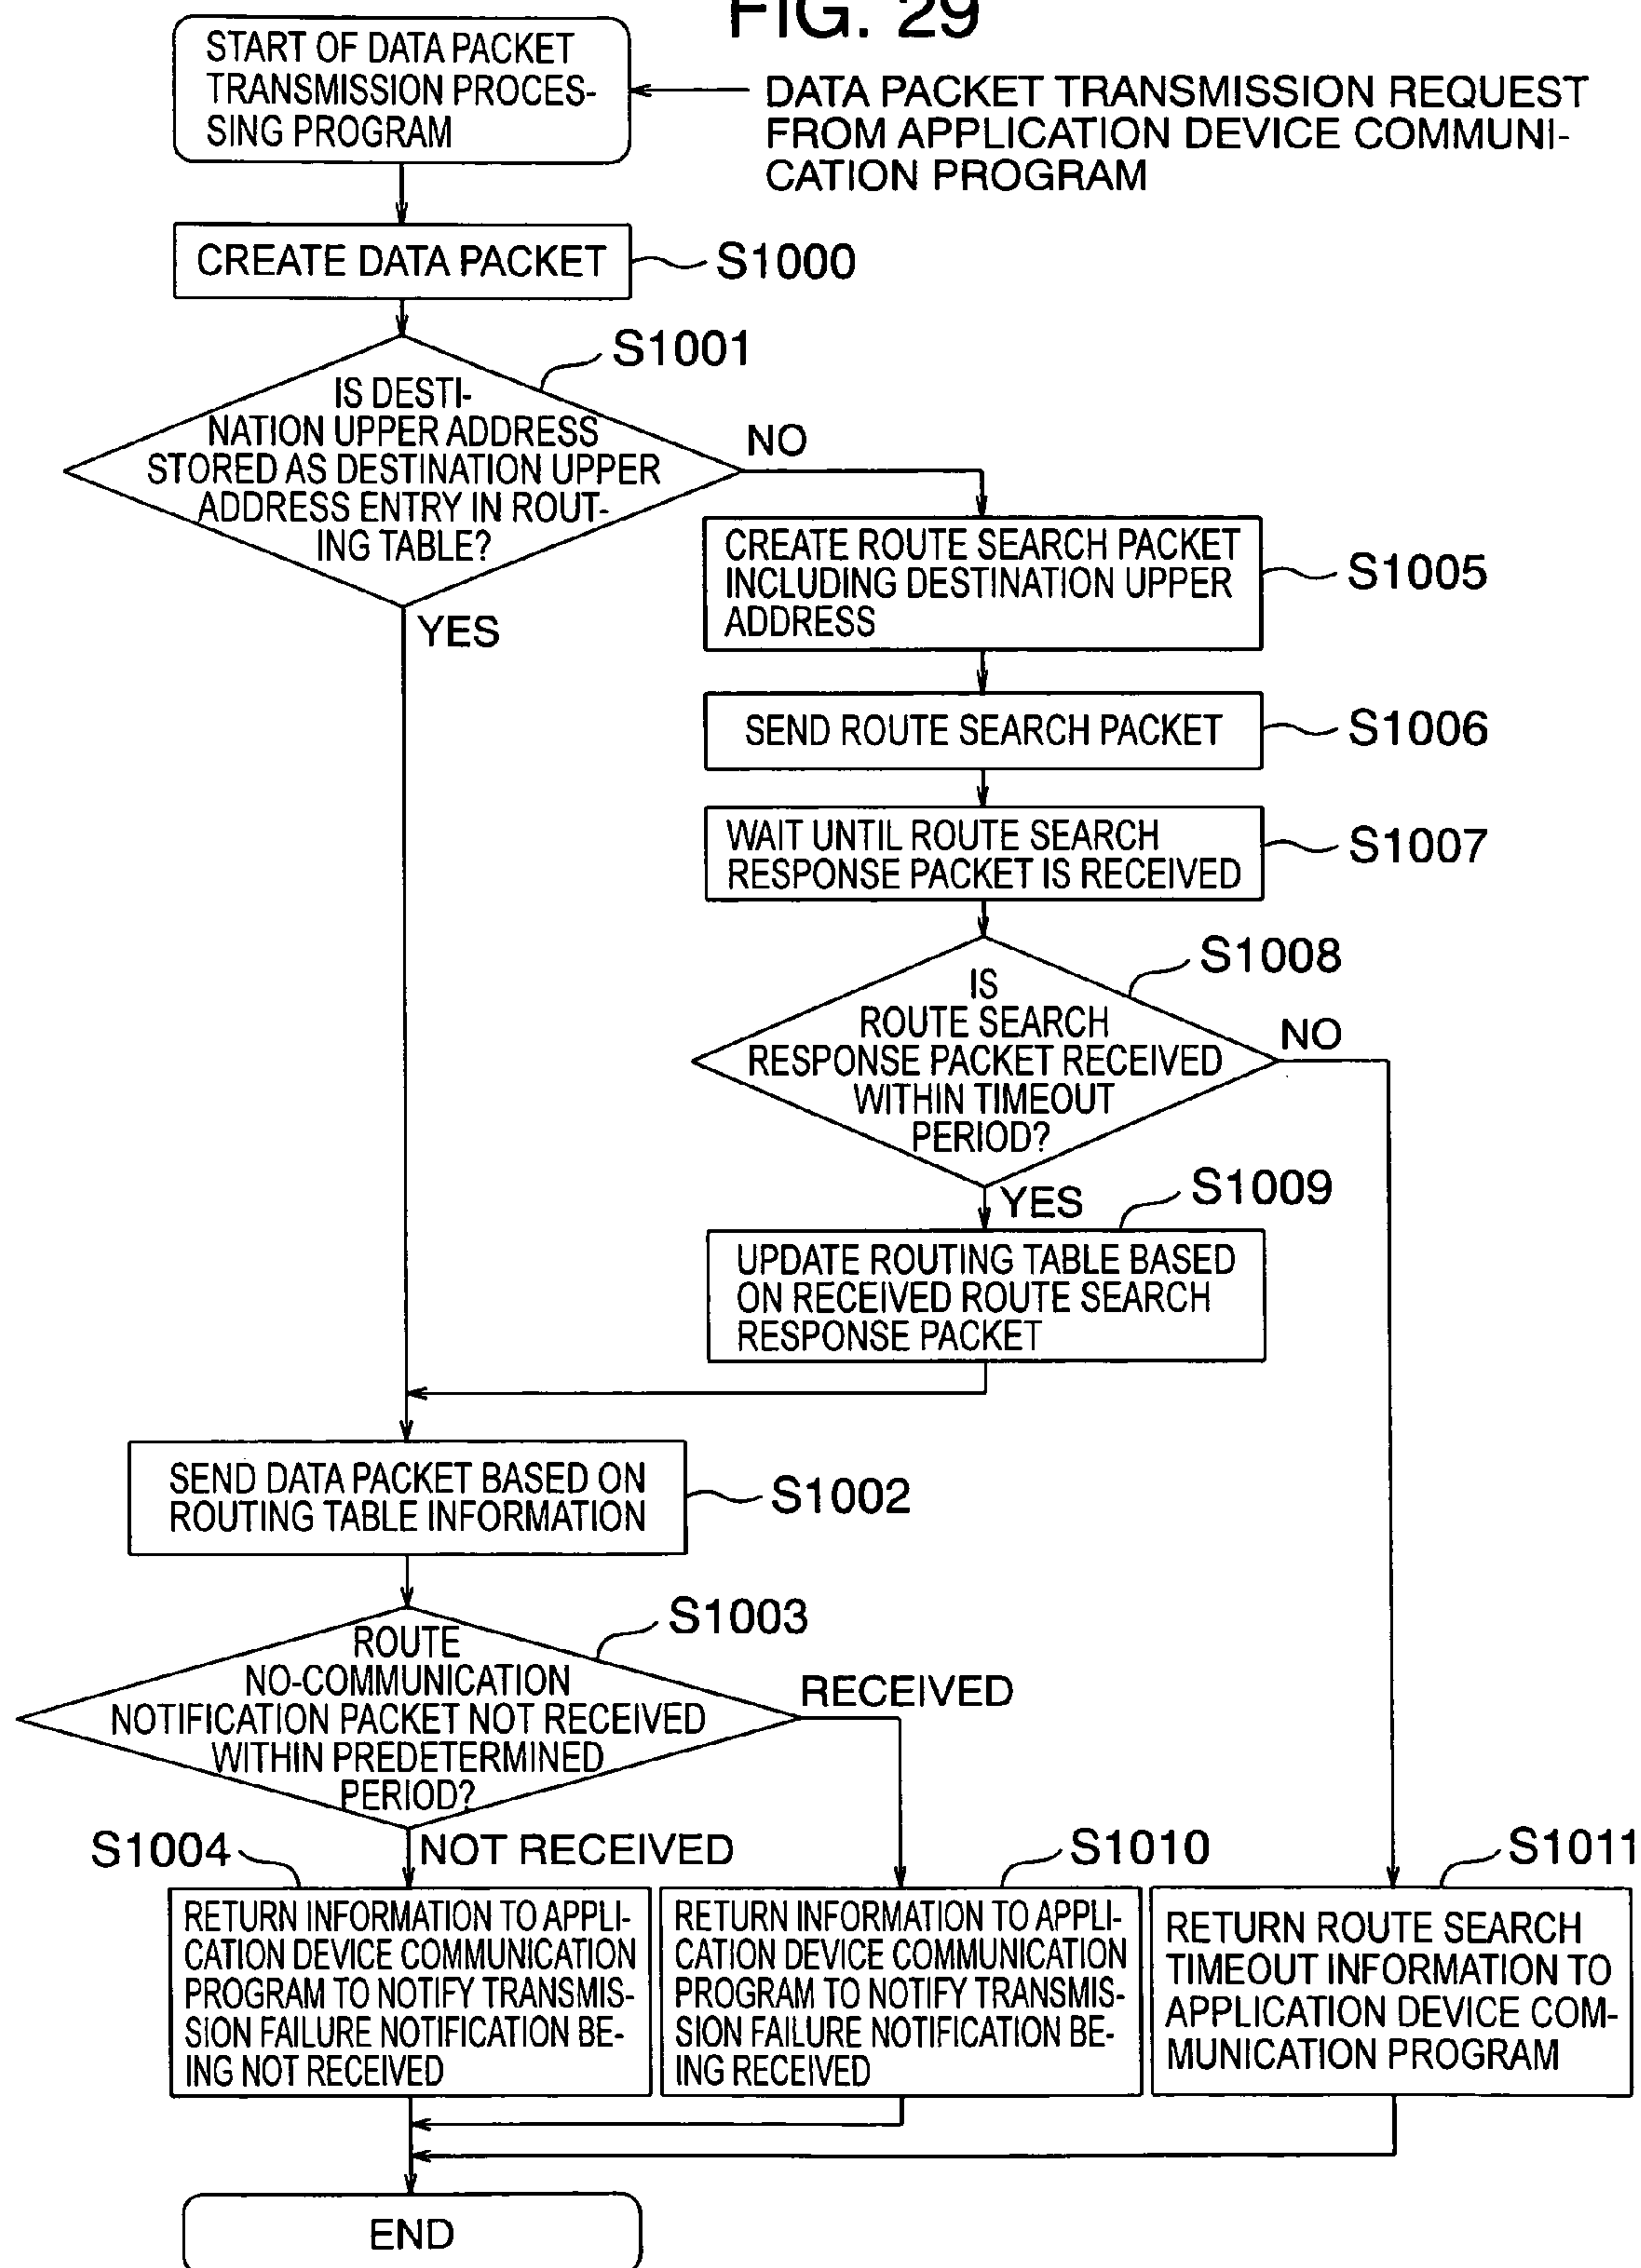 FIG. 29
START OF DATA PACKET
TRANSMISSION PROCES-
SING PROGRAM
DATA PACKET TRANSMISSION REQUEST
FROM APPLICATION DEVICE COMMUNI-
CATION PROGRAM
CREATE DATA PACKET
S1000
S1001
IS DESTI-
NATION UPPER ADDRESS
STORED AS DESTINATION UPPER
ADDRESS ENTRY IN ROUT-
ING TABLE?
NO
YES
CREATE ROUTE SEARCH PACKET
INCLUDING DESTINATION UPPER
ADDRESS
S1005
SEND ROUTE SEARCH PACKET
S1006
WAIT UNTIL ROUTE SEARCH
RESPONSE PACKET IS RECEIVED
S1007
S1008
IS
ROUTE SEARCH
RESPONSE PACKET RECEIVED
WITHIN TIMEOUT
PERIOD?
NO
YES
S1009
UPDATE ROUTING TABLE BASED
ON RECEIVED ROUTE SEARCH
RESPONSE PACKET
SEND DATA PACKET BASED ON
ROUTING TABLE INFORMATION
S1002
S1003
ROUTE
NO-COMMUNICATION
NOTIFICATION PACKET NOT RECEIVED
WITHIN PREDETERMINED
PERIOD?
RECEIVED
NOT RECEIVED
S1004
RETURN INFORMATION TO APPLI-
CATION DEVICE COMMUNICATION
PROGRAM TO NOTIFY TRANSMIS-
SION FAILURE NOTIFICATION BE-
ING NOT RECEIVED
S1010
RETURN INFORMATION TO APPLI-
CATION DEVICE COMMUNICATION
PROGRAM TO NOTIFY TRANSMIS-
SION FAILURE NOTIFICATION BE-
ING RECEIVED
S1011
RETURN ROUTE SEARCH
TIMEOUT INFORMATION TO
APPLICATION DEVICE COM-
MUNICATION PROGRAM
END